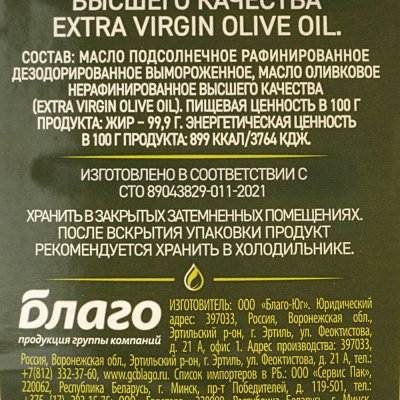 ВЫСШЕГО КАЧЕСТВА
EXTRA VIRGIN OLIVE OIL.
СОСТАВ: МАСЛО ПОДСОЛНЕЧНОЕ РАФИНИРОВАННОЕ
ДЕЗОДОРИРОВАННОЕ ВЫМОРОЖЕННОЕ, МАСЛО ОЛИВКОВОЕ
НЕРАФИНИРОВАННОЕ ВЫСШЕГО КАЧЕСТВА
(EXTRA VIRGIN OLIVE OIL). ПИЩЕВАЯ ЦЕННОСТЬ В 100 Г
ПРОДУКТА: ЖИР – 99,9 Г. ЭНЕРГЕТИЧЕСКАЯ ЦЕННОСТЬ
В 100 Г ПРОДУКТА: 899 ККАЛ/3764 КДЖ.
ИЗГОТОВЛЕНО В СООТВЕТСТВИИ С
СТО 89043829-011-2021
ХРАНИТЬ В ЗАКРЫТЫХ ЗАТЕМНЕННЫХ ПОМЕЩЕНИЯХ.
ПОСЛЕ ВСКРЫТИЯ УПАКОВКИ ПРОДУКТ
РЕКОМЕНДУЕТСЯ ХРАНИТЬ В ХОЛОДИЛЬНИКЕ.
благо
продукция группы компаний
ИЗГОТОВИТЕЛЬ: ООО «Благо-Юг». Юридический
адрес: 397033, Россия, Воронежская обл.,
Эртильский р-он, г. Эртиль, ул. Феоктистова,
д. 21 А, офис 1. Адрес производства: 397030,
Россия, Воронежская обл., Эртильский р-он, г. Эртиль, ул. Феоктистова, д. 21 А, тел.:
+7(812) 332-37-60, www.gcblago.ru. Список импортеров в РБ.: ООО «Сервис Пак»,
220062, Республика Беларусь, г. Минск, пр-т Победителей, д. 119-501, тел.: